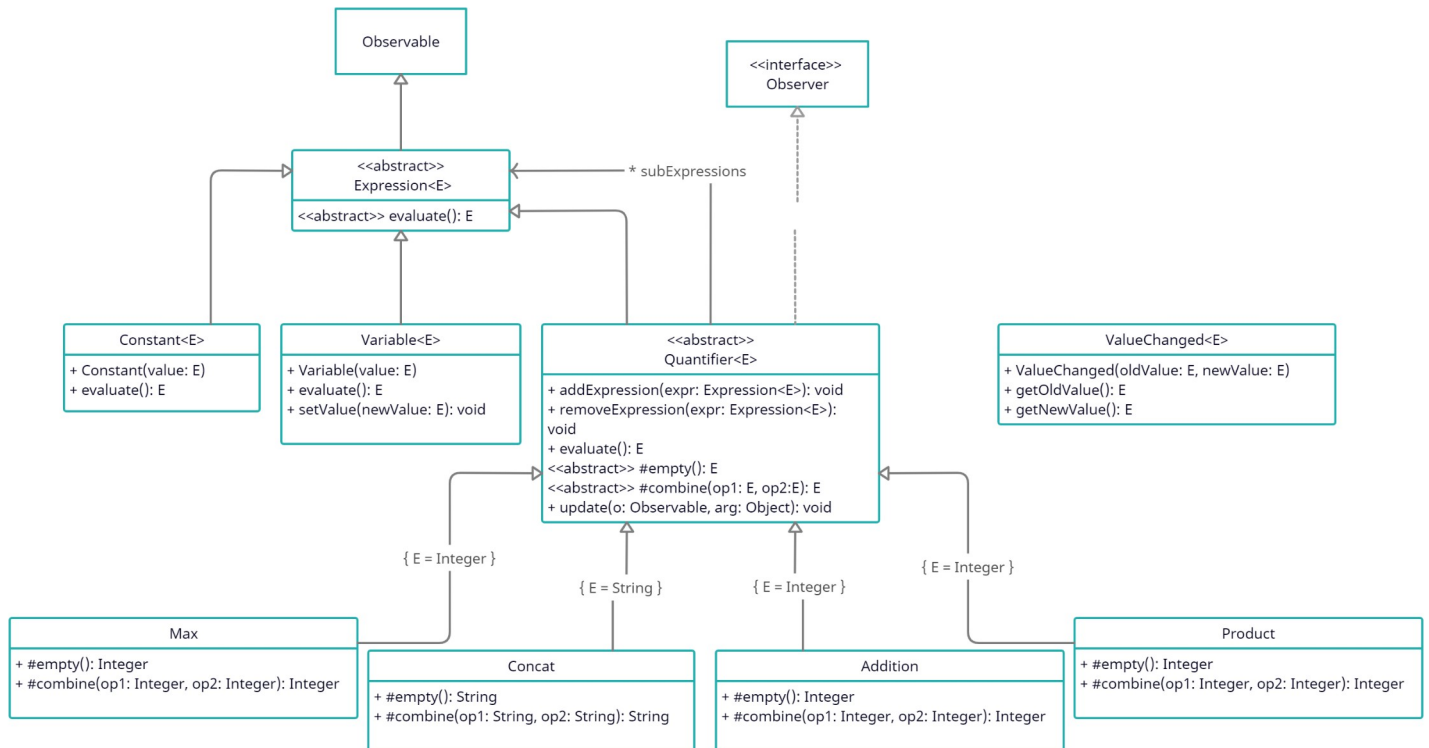 Observable
<<interface>>
Observer
<<abstract>>
Expression<E>
<<abstract>> evaluate(): E
* subExpressions
Constant<E>
+ Constant(value: E)
+ evaluate(): E
Variable<E>
+ Variable(value: E)
+ evaluate(): E
+ setValue(newValue: E): void
<<abstract>>
Quantifier<E>
+ addExpression(expr: Expression<E>): void
+ removeExpression(expr: Expression<E>):
void
+ evaluate(): E
<<abstract>> #empty(): E
<<abstract>> #combine(op1: E, op2:E): E
+ update(o: Observable, arg: Object): void
ValueChanged<E>
+ ValueChanged(oldValue: E, newValue: E)
+ getOldValue(): E
+ getNewValue(): E
{ E = Integer }
{ E = String }
{ E = Integer }
{ E = Integer }
Max
+ #empty(): Integer
+ #combine(op1: Integer, op2: Integer): Integer
Concat
+ #empty(): String
+ #combine(op1: String, op2: String): String
Addition
+ #empty(): Integer
+ #combine(op1: Integer, op2: Integer): Integer
Product
+ #empty(): Integer
+ #combine(op1: Integer, op2: Integer): Integer